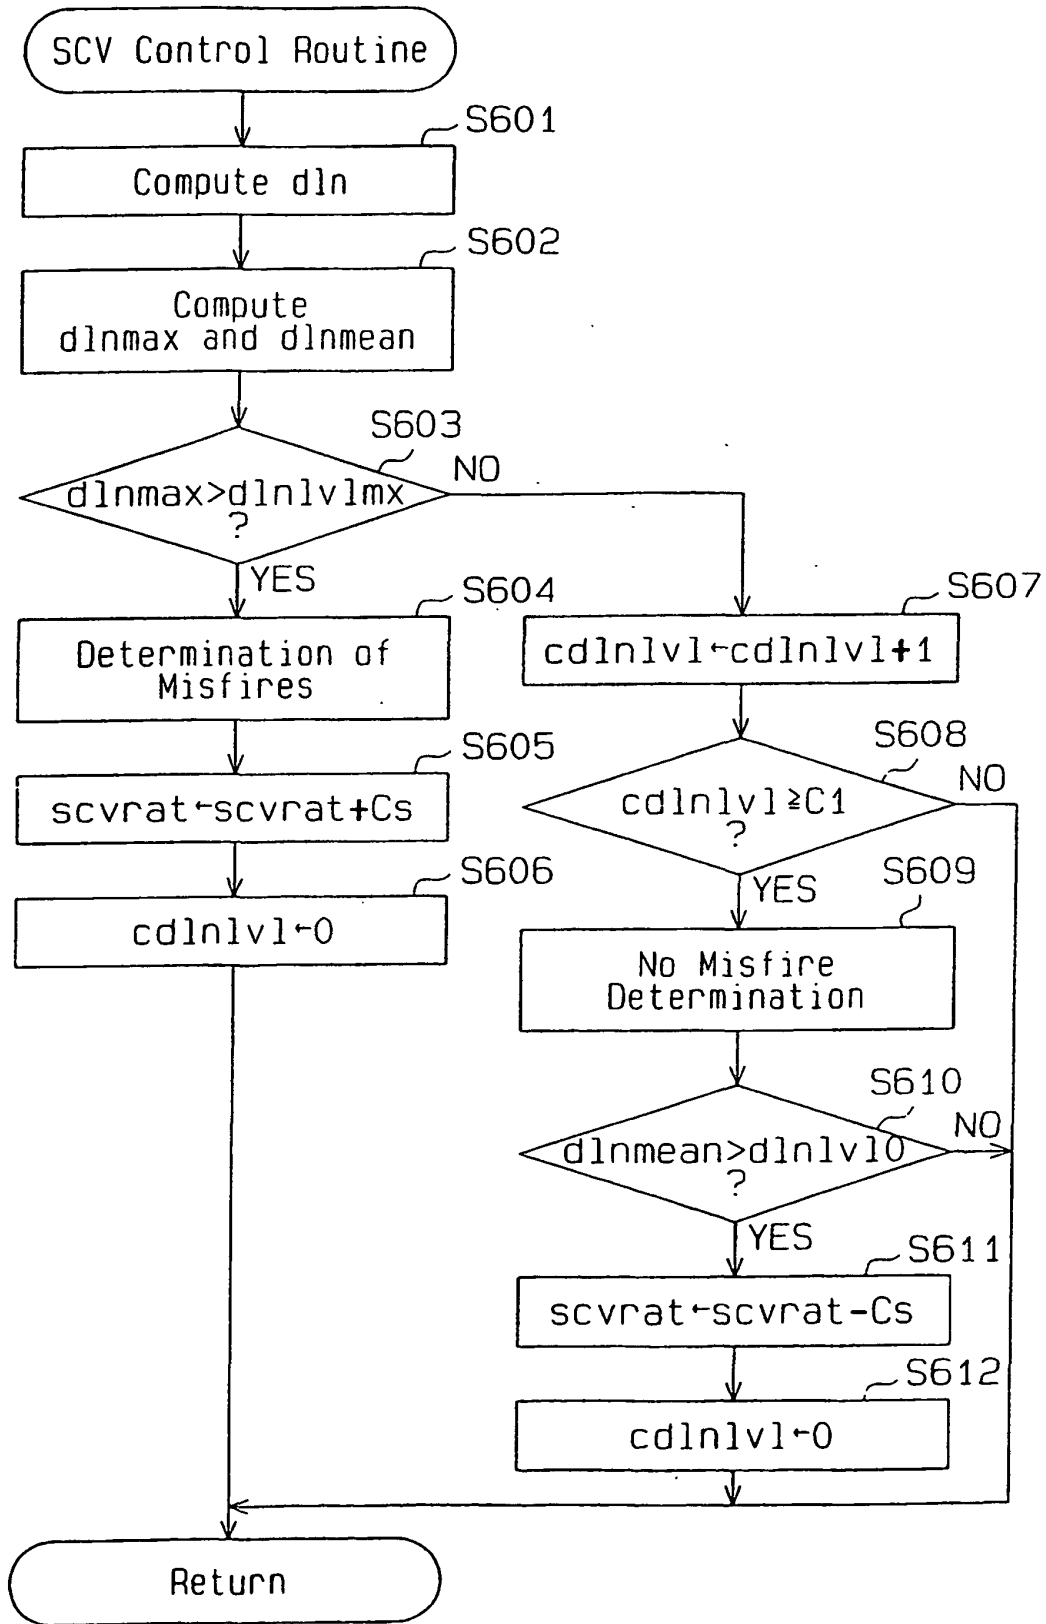 SCV Control Routine
S601
Compute dln
S602
Compute
dlnmax and dlnmean
S603
dlnmax>dlnlvlmx
?
NO
YES
S604
Determination of
Misfires
S605
scvrat←scvrat+Cs
S606
cdlnlvl←0
S607
cdlnlvl←cdlnlvl+1
S608
cdlnlvl≧C1
?
NO
YES
S609
No Misfire
Determination
S610
dlnmean>dlnlvl0
?
NO
YES
S611
scvrat←scvrat-Cs
S612
cdlnlvl←0
Return